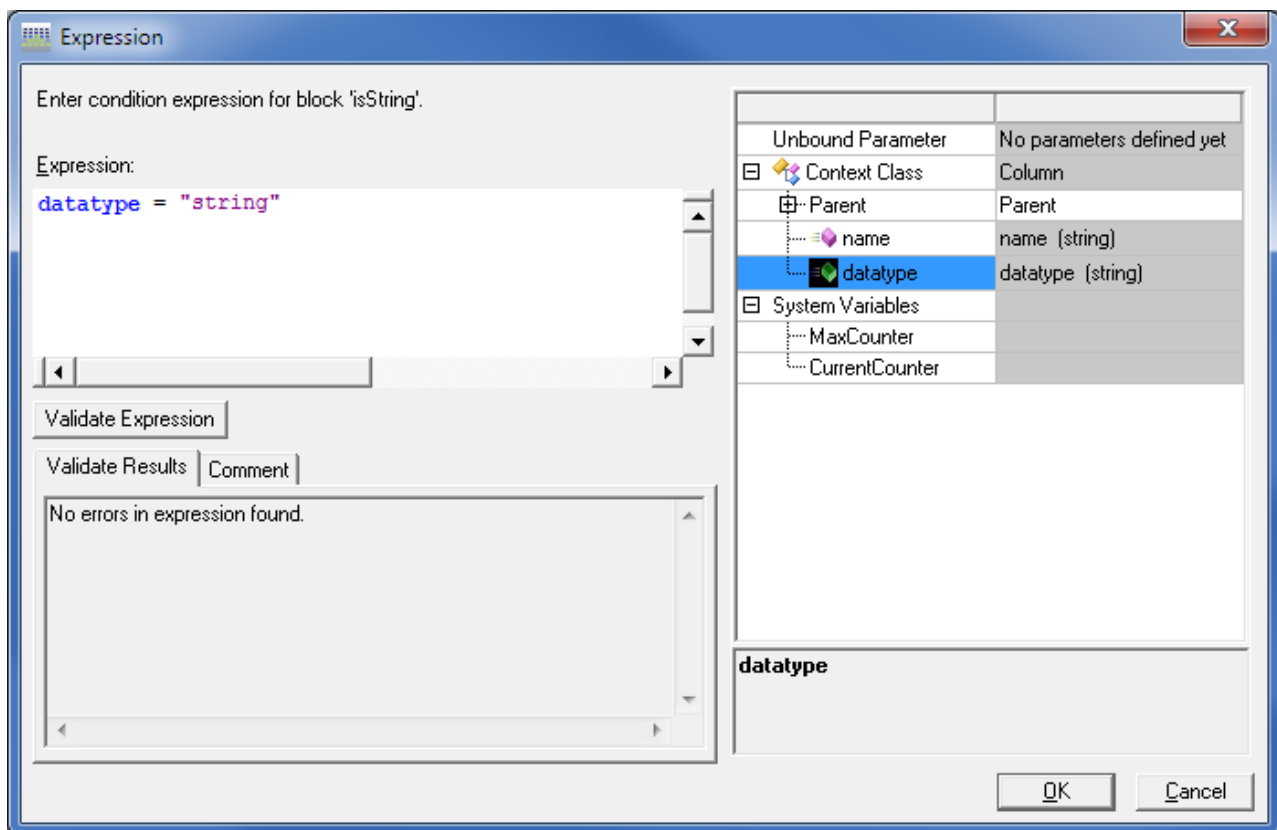 Expression
Enter condition expression for block 'isString'.
Expression:
datatype = "string"
Validate Expression
Validate Results Comment
No errors in expression found.
Unbound Parameter No parameters defined yet
Context Class Column
Parent Parent
name name (string)
datatype datatype (string)
System Variables
MaxCounter
CurrentCounter
datatype
OK Cancel